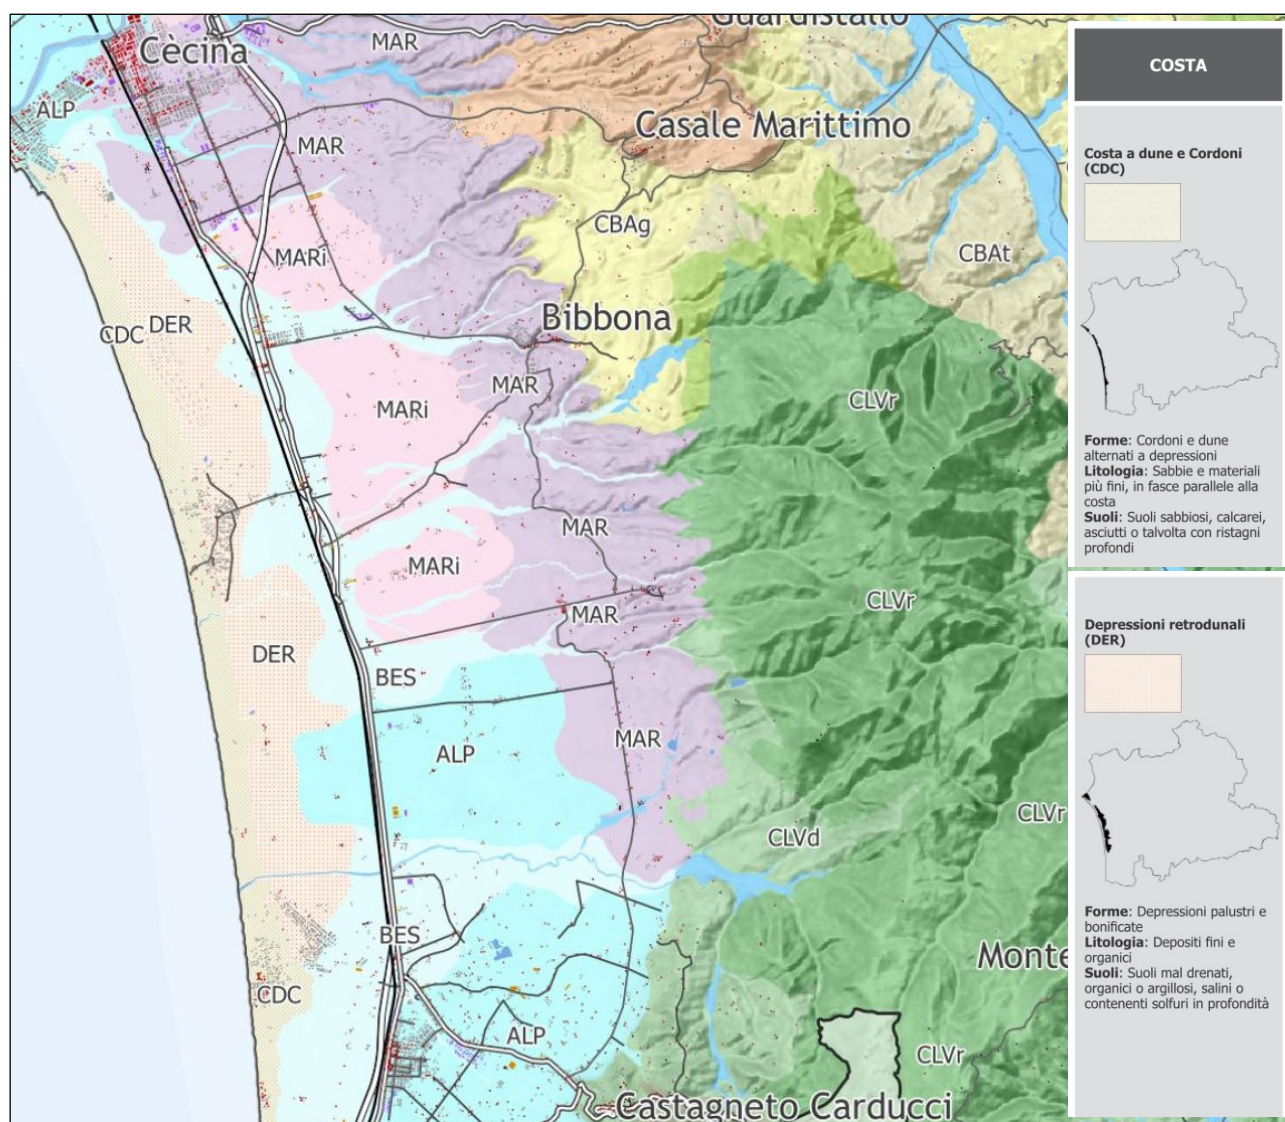 Guardistallo
Cècina
MAR
ALP
Casale Marittimo
MAR
CBAg
CBAt
MARi
Bibbona
CDC
DER
MAR
MARi
CLVr
MAR
MARi
CLVr
MAR
DER
BES
MAR
ALP
CLVr
CLVd
BES
Monte
CDC
ALP
CLVr
Castagneto Carducci
COSTA
Costa a dune e Cordoni
(CDC)
Forme: Cordoni e dune
alternati a depressioni
Litologia: Sabbie e materiali
più fini, in fasce parallele alla
costa
Suoli: Suoli sabbiosi, calcarei,
asciutti o talvolta con ristagni
profondi
Depressioni retrodunali
(DER)
Forme: Depressioni palustri e
bonificate
Litologia: Depositi fini e
organici
Suoli: Suoli mal drenati,
organici o argillosi, salini o
contenenti solfuri in profondità